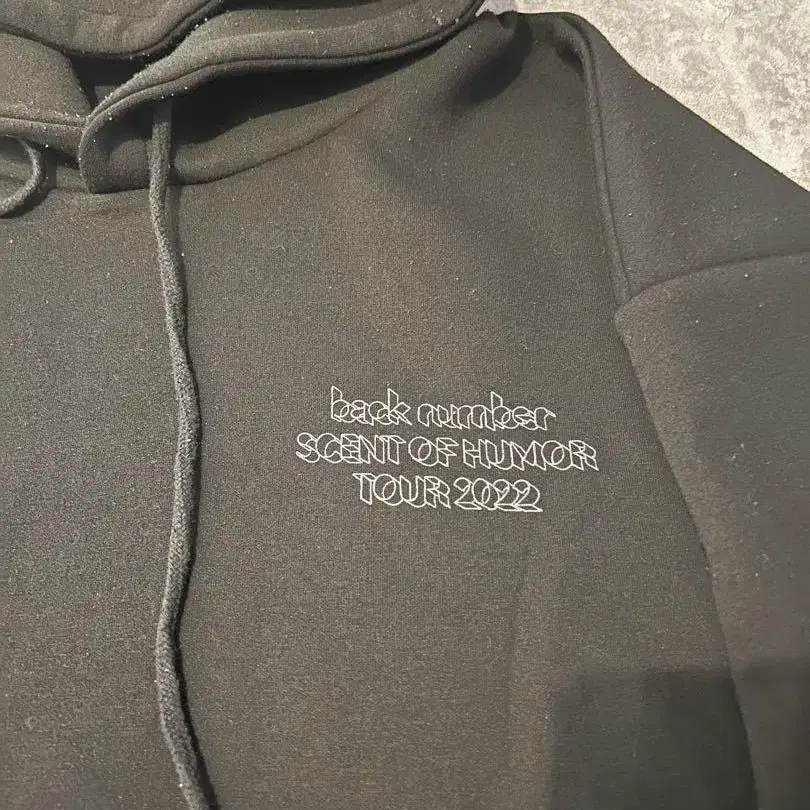 back number
SCENT OF HUMOR
TOUR 2022